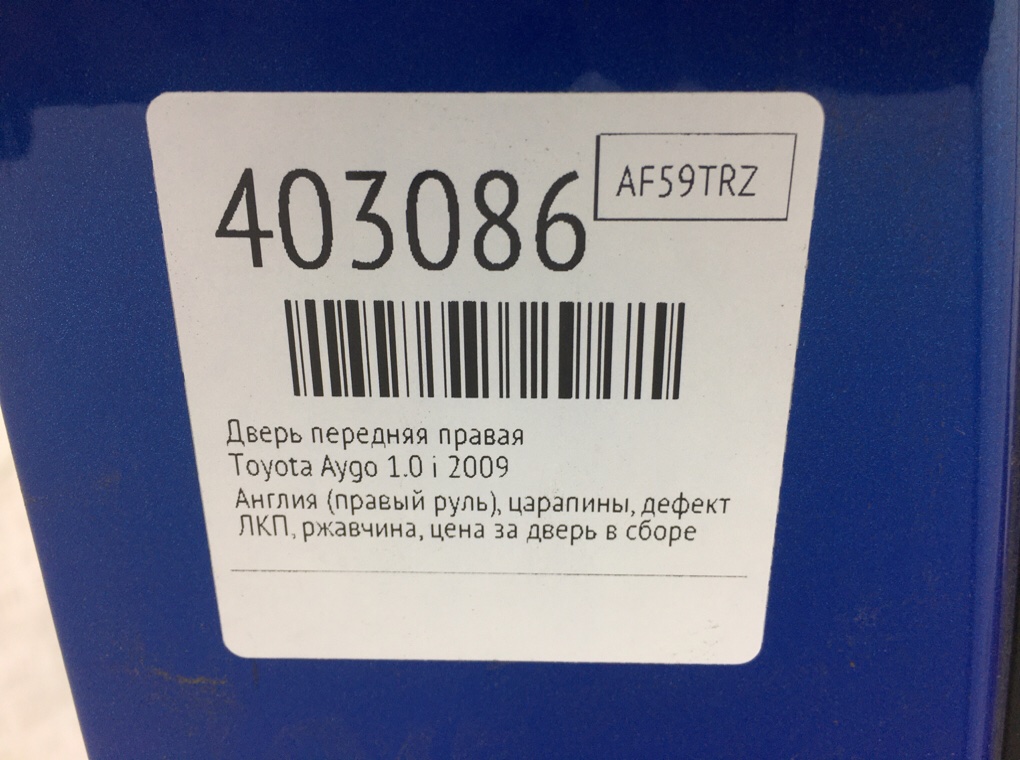 403086
AF59TRZ
Дверь передняя правая
Toyota Aygo 1.0 i 2009
Англия (правый руль), царапины, дефект
ЛКП, ржавчина, цена за дверь в сборе